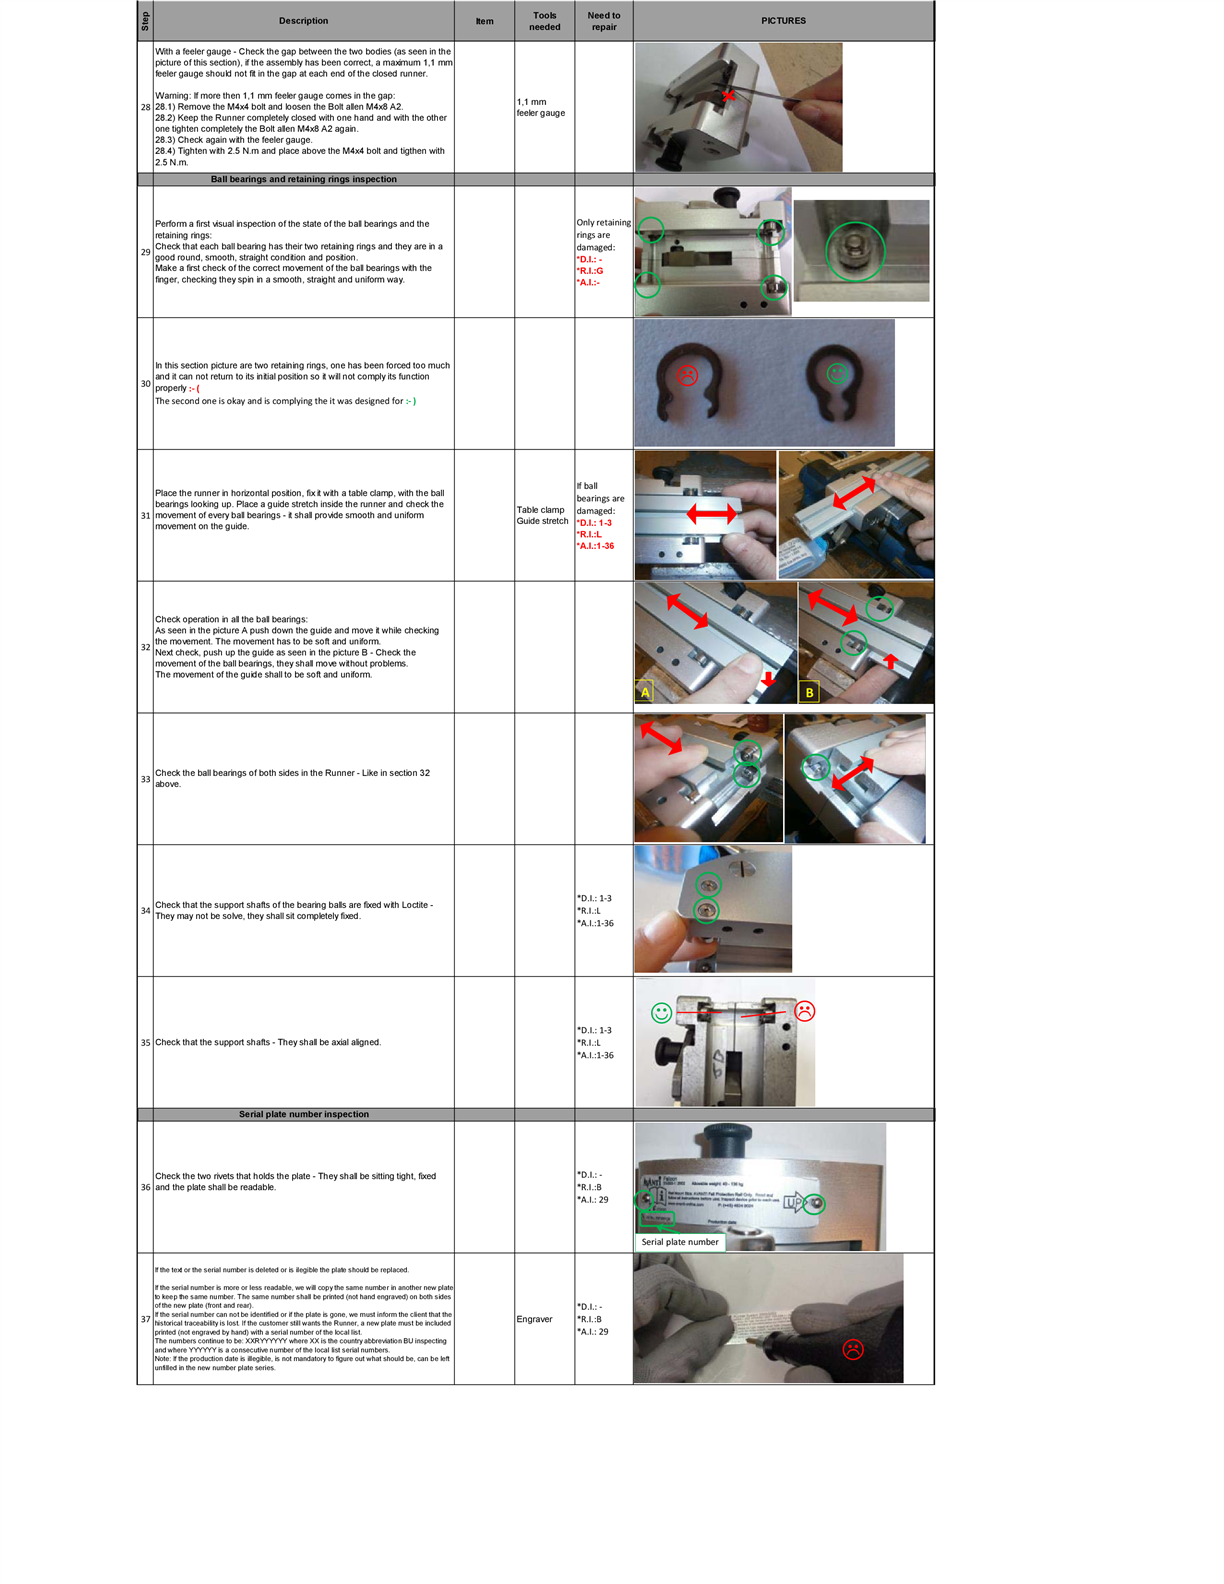 Step
Description
Item
Tools needed
Need to repair
PICTURES
28
With a feeler gauge - Check the gap between the two bodies (as seen in the
picture of this section), if the assembly has been correct, a maximum 1,1 mm
feeler gauge should not fit in the gap at each end of the closed runner.
Warning: If more then 1,1 mm feeler gauge comes in the gap:
28.1) Remove the M4x4 bolt and loosen the Bolt allen M4x8 A2.
28.2) Keep the Runner completely closed with one hand and with the other
one tighten completely the Bolt allen M4x8 A2 again.
28.3) Check again with the feeler gauge.
28.4) Tighten with 2.5 N.m and place above the M4x4 bolt and tigthen with
2.5 N.m.
1,1 mm
feeler gauge
Ball bearings and retaining rings inspection
29
Perform a first visual inspection of the state of the ball bearings and the
retaining rings:
Check that each ball bearing has their two retaining rings and they are in a
good round, smooth, straight condition and position.
Make a first check of the correct movement of the ball bearings with the
finger, checking they spin in a smooth, straight and uniform way.
Only retaining
rings are
damaged:
*D.I.: -
*R.I.:G
*A.I.:-
30
In this section picture are two retaining rings, one has been forced too much
and it can not return to its initial position so it will not comply its function
properly :- (
The second one is okay and is complying the it was designed for :- )
31
Place the runner in horizontal position, fix it with a table clamp, with the ball
bearings looking up. Place a guide stretch inside the runner and check the
movement of every ball bearings - it shall provide smooth and uniform
movement on the guide.
Table clamp
Guide stretch
If ball
bearings are
damaged:
*D.I.: 1-3
*R.I.:L
*A.I.:1-36
32
Check operation in all the ball bearings:
As seen in the picture A push down the guide and move it while checking
the movement. The movement has to be soft and uniform.
Next check, push up the guide as seen in the picture B - Check the
movement of the ball bearings, they shall move without problems.
The movement of the guide shall to be soft and uniform.
A
B
33
Check the ball bearings of both sides in the Runner - Like in section 32
above.
34
Check that the support shafts of the bearing balls are fixed with Loctite -
They may not be solve, they shall sit completely fixed.
*D.I.: 1-3
*R.I.:L
*A.I.:1-36
35
Check that the support shafts - They shall be axial aligned.
*D.I.: 1-3
*R.I.:L
*A.I.:1-36
Serial plate number inspection
36
Check the two rivets that holds the plate - They shall be sitting tight, fixed
and the plate shall be readable.
*D.I.: -
*R.I.:B
*A.I.: 29
Allowable weight: 40 - 136 kg
UP
Production date
Serial plate number
37
If the text or the serial number is deleted or is ilegible the plate should be replaced.
If the serial number is more or less readable, we will copy the same number in another new plate
to keep the same number. The same number shall be printed (not hand engraved) on both sides
of the new plate (front and rear).
If the serial number can not be identified or if the plate is gone, we must inform the client that the
historical traceability is lost. If the customer still wants the Runner, a new plate must be included
printed (not engraved by hand) with a serial number of the local list.
The numbers continue to be: XXRYYYYYY where XX is the country abbreviation BU inspecting
and where YYYYYY is a consecutive number of the local list serial numbers.
Note: If the production date is illegible, is not mandatory to figure out what should be, can be left
unfilled in the new number plate series.
Engraver
*D.I.: -
*R.I.:B
*A.I.: 29